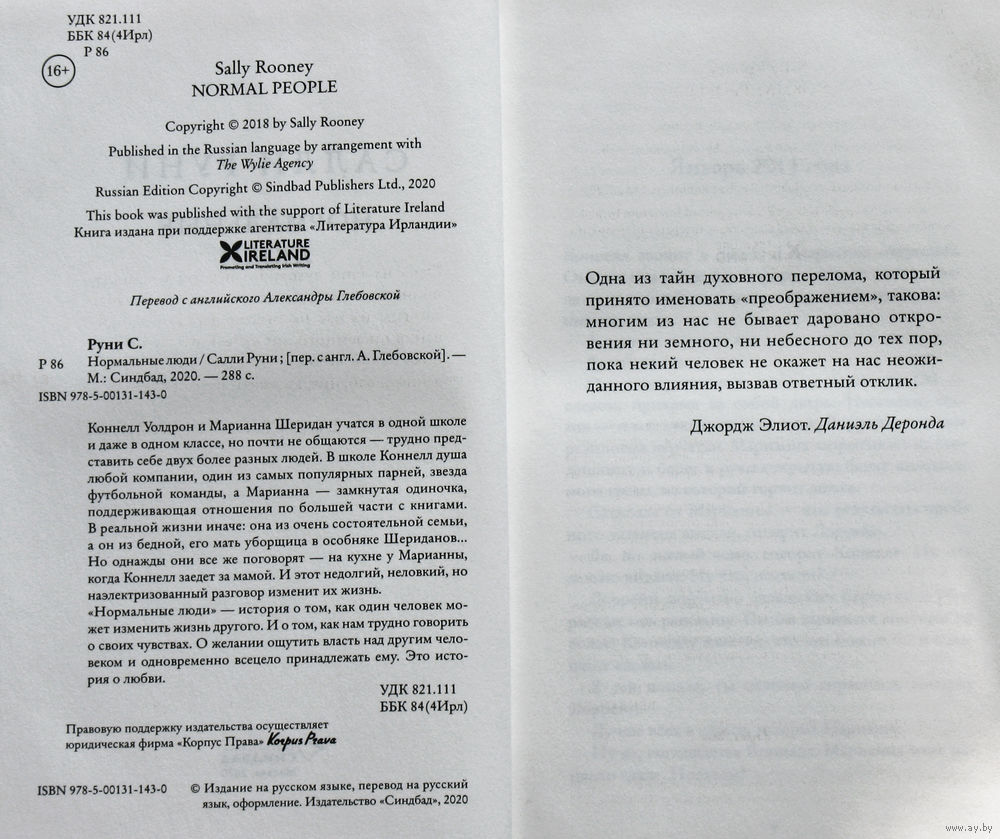 УДК 821.111
ББК 84(4Ирл)
Р 86
16+
Sally Rooney
NORMAL PEOPLE
Copyright © 2018 by Sally Rooney
Published in the Russian language by arrangement with
The Wylie Agency
Russian Edition Copyright © Sindbad Publishers Ltd., 2020
This book was published with the support of Literature Ireland
Книга издана при поддержке агентства «Литература Ирландии»
LITERATURE
IRELAND
Promoting and Translating Irish Writing
Перевод с английского Александры Глебовской
Руни С.
Р 86 Нормальные люди / Салли Руни ; [пер. с англ. А. Глебовской]. —
М.: Синдбад, 2020. — 288 с.
ISBN 978-5-00131-143-0
Коннелл Уолдрон и Марианна Шеридан учатся в одной школе
и даже в одном классе, но почти не общаются — трудно пред-
ставить себе двух более разных людей. В школе Коннелл душа
любой компании, один из самых популярных парней, звезда
футбольной команды, а Марианна — замкнутая одиночка,
поддерживающая отношения по большей части с книгами.
В реальной жизни иначе: она из очень состоятельной семьи,
а он из бедной, его мать уборщица в особняке Шериданов...
Но однажды они все же поговорят — на кухне у Марианны,
когда Коннелл заедет за мамой. И этот недолгий, неловкий, но
наэлектризованный разговор изменит их жизнь.
«Нормальные люди» — история о том, как один человек мо-
жет изменить жизнь другого. И о том, как нам трудно говорить
о своих чувствах. О желании ощутить власть над другим чело-
веком и одновременно всецело принадлежать ему. Это исто-
рия о любви.
УДК 821.111
ББК 84(4Ирл)
Правовую поддержку издательства осуществляет
юридическая фирма «Корпус Права» Korpus Prava
ISBN 978-5-00131-143-0 © Издание на русском языке, перевод на русский
язык, оформление. Издательство «Синдбад», 2020
Одна из тайн духовного перелома, который
принято именовать «преображением», такова:
многим из нас не бывает даровано откро-
вения ни земного, ни небесного до тех пор,
пока некий человек не окажет на нас неожи-
данного влияния, вызвав ответный отклик.
Джордж Элиот. Даниэль Деронда
www.ay.by